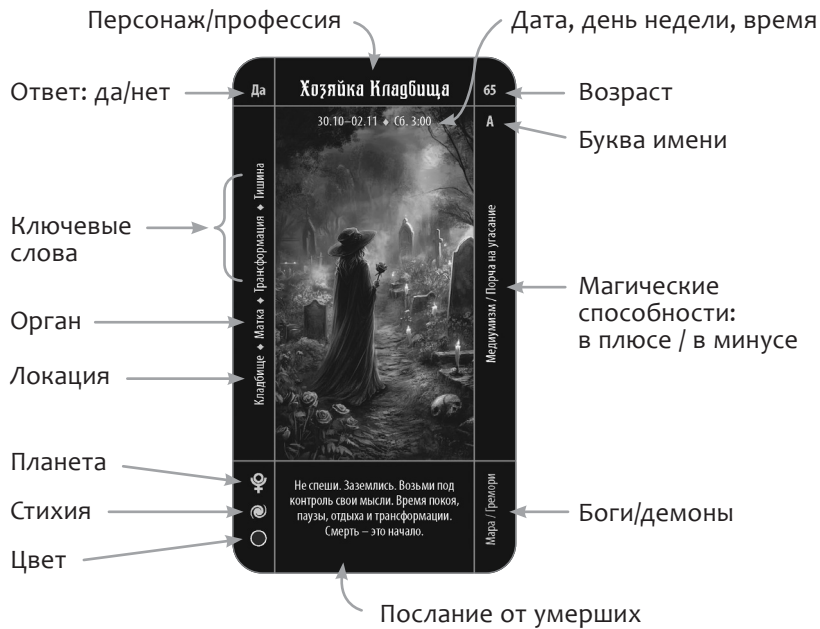 Персонаж/профессия
Дата, день недели, время
Ответ: да/нет
Да
Хозяйка Кладбища
65
Возраст
30.10–02.11 ♦ Сб. 3:00
А
Буква имени
Ключевые
слова
Кладбище ♦ Матка ♦ Трансформация ♦ Тишина
Медиумизм / Порча на угасание
Магические
способности:
в плюсе / в минусе
Орган
Локация
Планета
Стихия
Цвет
Не спеши. Заземлись. Возьми под
контроль свои мысли. Время покоя,
паузы, отдыха и трансформации.
Смерть – это начало.
Мара / Гремори
Боги/демоны
Послание от умерших